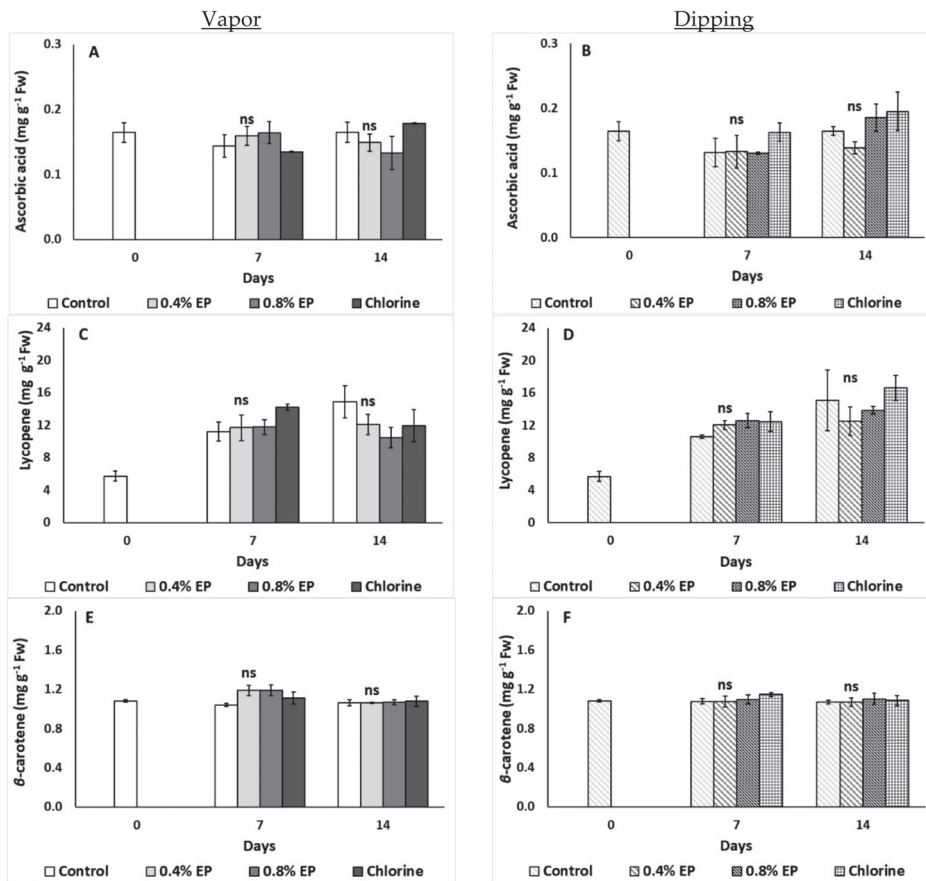 Vapor
Dipping
A
Ascorbic acid (mg g⁻¹ Fw)
0.3
0.2
0.1
0.0
ns
ns
0
7
14
Days
Control
0.4% EP
0.8% EP
Chlorine
B
Ascorbic acid (mg g⁻¹ Fw)
0.3
0.2
0.1
0.0
ns
ns
0
7
14
Days
Control
0.4% EP
0.8% EP
Chlorine
C
Lycopene (mg g⁻¹ Fw)
24
20
16
12
8
4
0
ns
ns
0
7
14
Days
Control
0.4% EP
0.8% EP
Chlorine
D
Lycopene (mg g⁻¹ Fw)
24
20
16
12
8
4
0
ns
ns
0
7
14
Days
Control
0.4% EP
0.8% EP
Chlorine
E
β-carotene (mg g⁻¹ Fw)
2.0
1.6
1.2
0.8
0.4
0.0
ns
ns
0
7
14
Days
Control
0.4% EP
0.8% EP
Chlorine
F
β-carotene (mg g⁻¹ Fw)
2.0
1.6
1.2
0.8
0.4
0.0
ns
ns
0
7
14
Days
Control
0.4% EP
0.8% EP
Chlorine